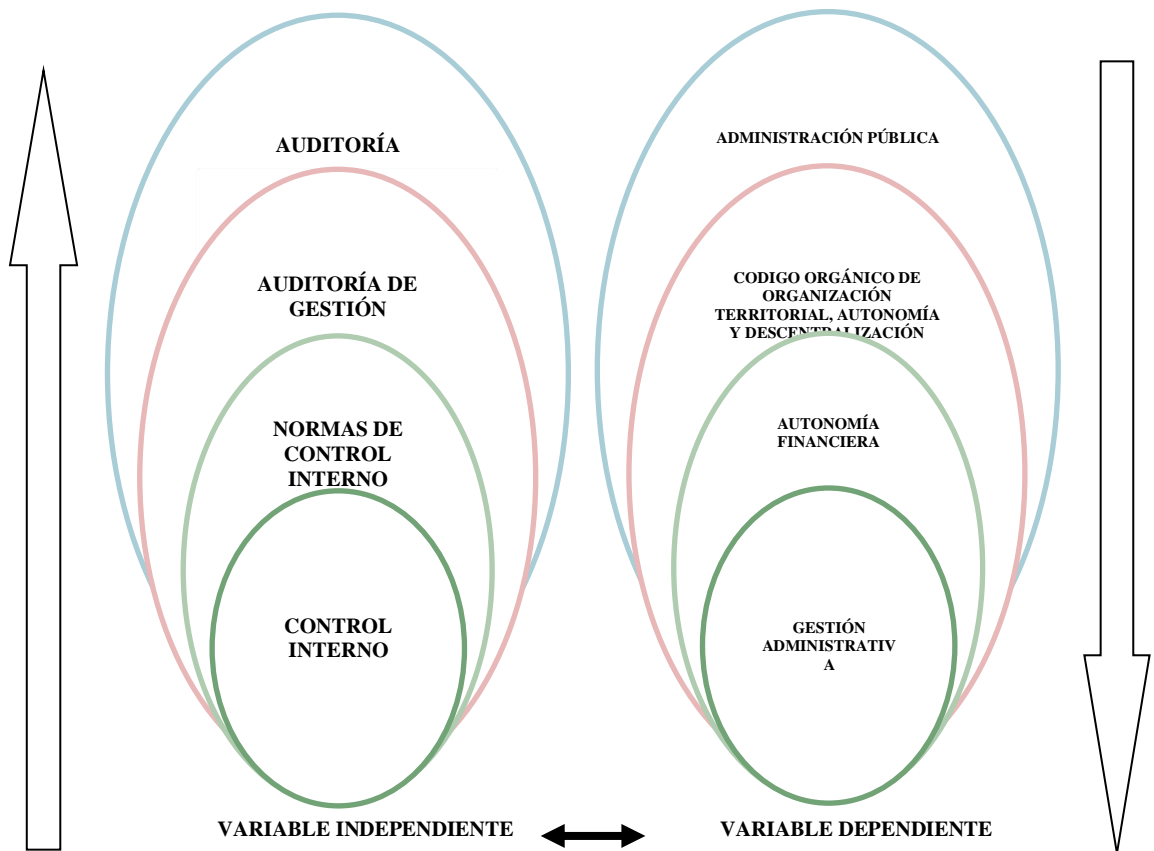 AUDITORÍA
AUDITORÍA DE
GESTIÓN
NORMAS DE
CONTROL
INTERNO
CONTROL
INTERNO
VARIABLE INDEPENDIENTE
ADMINISTRACIÓN PÚBLICA
CODIGO ORGÁNICO DE
ORGANIZACIÓN
TERRITORIAL, AUTONOMÍA
Y DESCENTRALIZACIÓN
AUTONOMÍA
FINANCIERA
GESTIÓN
ADMINISTRATIV
A
VARIABLE DEPENDIENTE